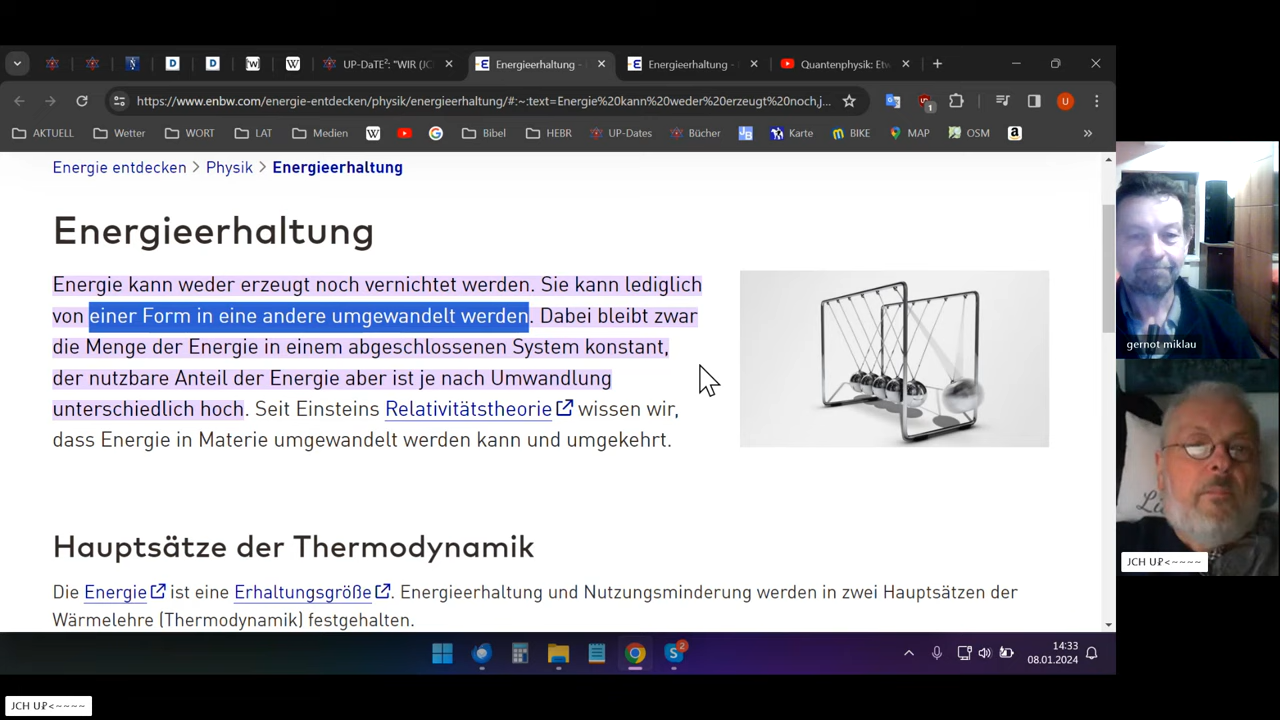 UP-DaTE²: "WIR (JC
Energieerhaltung -
Energieerhaltung -
Quantenphysik: Etw
https://www.enbw.com/energie-entdecken/physik/energieerhaltung/#:~:text=Energie%20kann%20weder%20erzeugt%20noch,j...
1
U
AKTUELL Wetter WORT LAT Medien Bibel HEBR UP-Dates Bücher Karte BIKE MAP OSM »
Energie entdecken > Physik > Energieerhaltung
Energieerhaltung
Energie kann weder erzeugt noch vernichtet werden. Sie kann lediglich
von einer Form in eine andere umgewandelt werden. Dabei bleibt zwar
die Menge der Energie in einem abgeschlossenen System konstant,
der nutzbare Anteil der Energie aber ist je nach Umwandlung
unterschiedlich hoch. Seit Einsteins Relativitätstheorie wissen wir,
dass Energie in Materie umgewandelt werden kann und umgekehrt.
gernot miklau
Hauptsätze der Thermodynamik
Die Energie ist eine Erhaltungsgröße. Energieerhaltung und Nutzungsminderung werden in zwei Hauptsätzen der
Wärmelehre (Thermodynamik) festgehalten.
2
14:33
08.01.2024